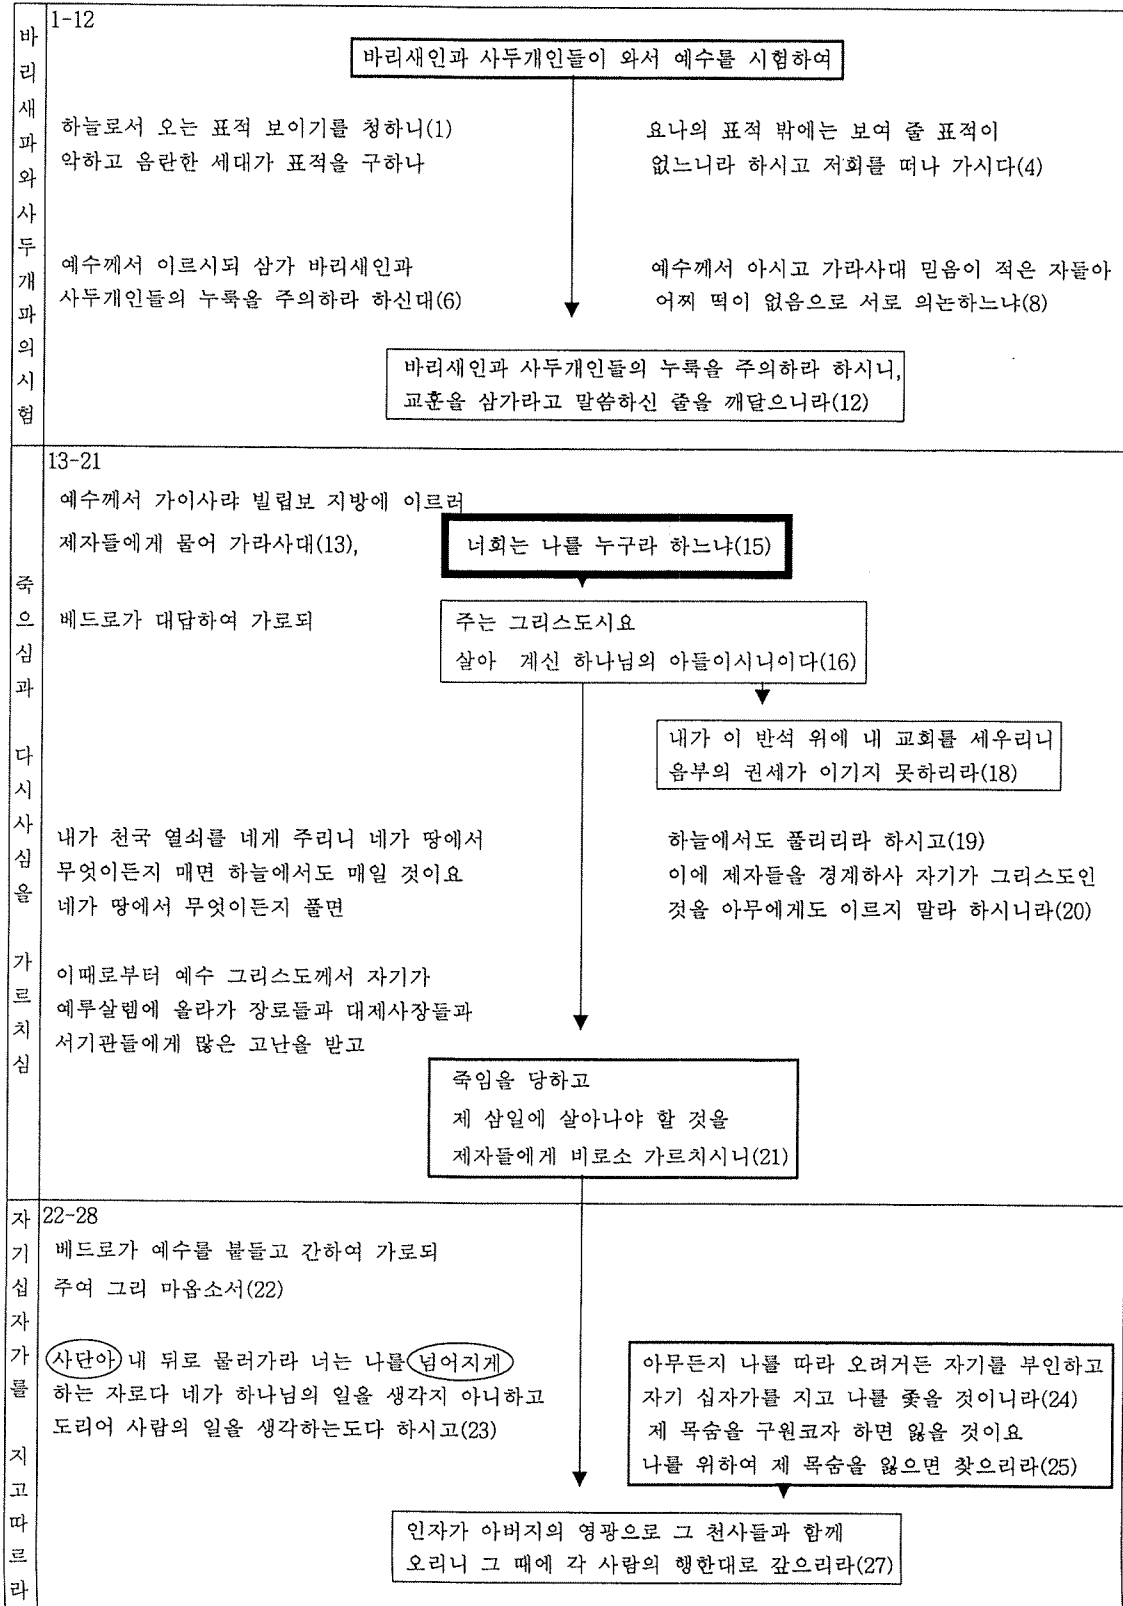 바리새파와사두개파의시험
1-12
바리새인과 사두개인들이 와서 예수를 시험하여
하늘로서 오는 표적 보이기를 청하니(1)
악하고 음란한 세대가 표적을 구하나
요나의 표적 밖에는 보여 줄 표적이
없느니라 하시고 저희를 떠나 가시다(4)
예수께서 이르시되 삼가 바리새인과
사두개인들의 누룩을 주의하라 하신대(6)
예수께서 아시고 가라사대 믿음이 적은 자들아
어찌 떡이 없음으로 서로 의논하느냐(8)
바리새인과 사두개인들의 누룩을 주의하라 하시니,
교훈을 삼가라고 말씀하신 줄을 깨달으니라(12)
죽으심과 다시사심을 가르치심
13-21
예수께서 가이사랴 빌립보 지방에 이르러
제자들에게 물어 가라사대(13),
너희는 나를 누구라 하느냐(15)
베드로가 대답하여 가로되
주는 그리스도시요
살아 계신 하나님의 아들이시니이다(16)
내가 이 반석 위에 내 교회를 세우리니
음부의 권세가 이기지 못하리라(18)
내가 천국 열쇠를 네게 주리니 네가 땅에서
무엇이든지 매면 하늘에서도 매일 것이요
네가 땅에서 무엇이든지 풀면
하늘에서도 풀리리라 하시고(19)
이에 제자들을 경계하사 자기가 그리스도인
것을 아무에게도 이르지 말라 하시니라(20)
이때로부터 예수 그리스도께서 자기가
예루살렘에 올라가 장로들과 대제사장들과
서기관들에게 많은 고난을 받고
죽임을 당하고
제 삼일에 살아나야 할 것을
제자들에게 비로소 가르치시니(21)
자기십자가를 지고따르라
22-28
베드로가 예수를 붙들고 간하여 가로되
주여 그리 마옵소서(22)
사단아 내 뒤로 물러가라 너는 나를 넘어지게
하는 자로다 네가 하나님의 일을 생각지 아니하고
도리어 사람의 일을 생각하는도다 하시고(23)
아무든지 나를 따라 오려거든 자기를 부인하고
자기 십자가를 지고 나를 좇을 것이니라(24)
제 목숨을 구원코자 하면 잃을 것이요
나를 위하여 제 목숨을 잃으면 찾으리라(25)
인자가 아버지의 영광으로 그 천사들과 함께
오리니 그 때에 각 사람의 행한대로 갚으리라(27)